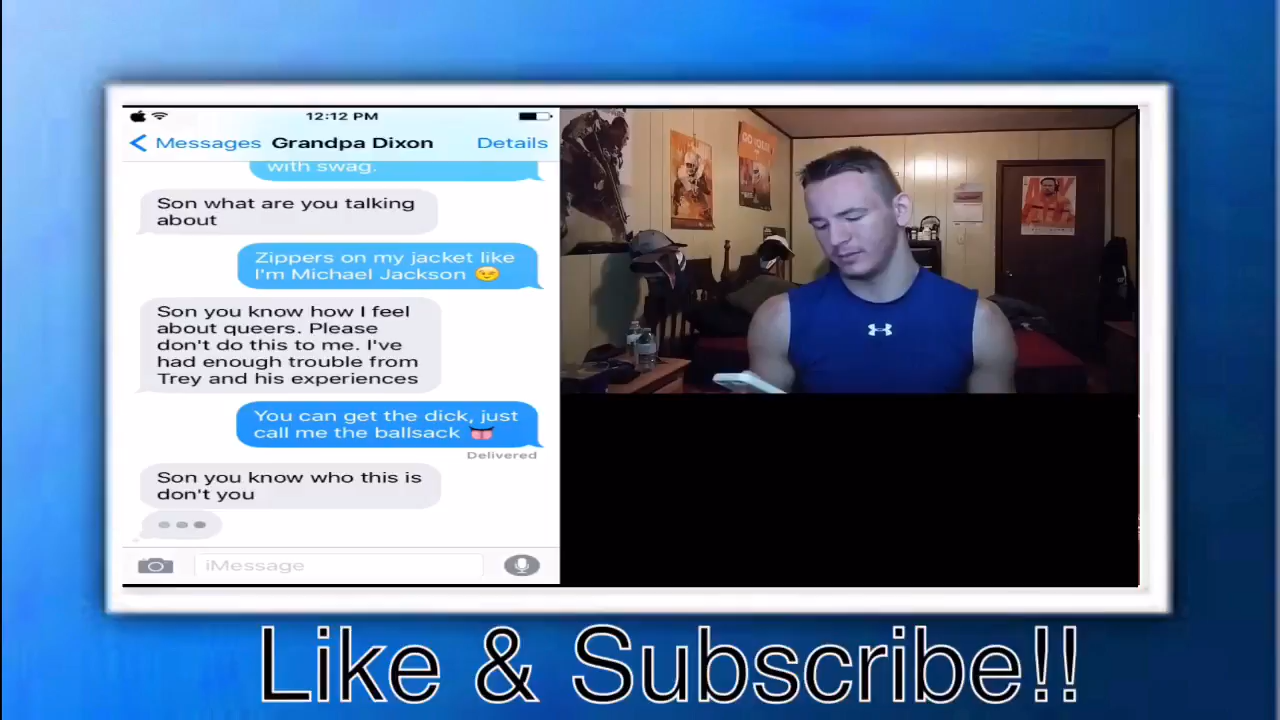 12:12 PM
Messages Grandpa Dixon Details
with swag.
Son what are you talking
about
Zippers on my jacket like
I'm Michael Jackson 😉
Son you know how I feel
about queers. Please
don't do this to me. I've
had enough trouble from
Trey and his experiences
You can get the dick, just
call me the ballsack 👅
Delivered
Son you know who this is
don't you
iMessage
Like & Subscribe!!